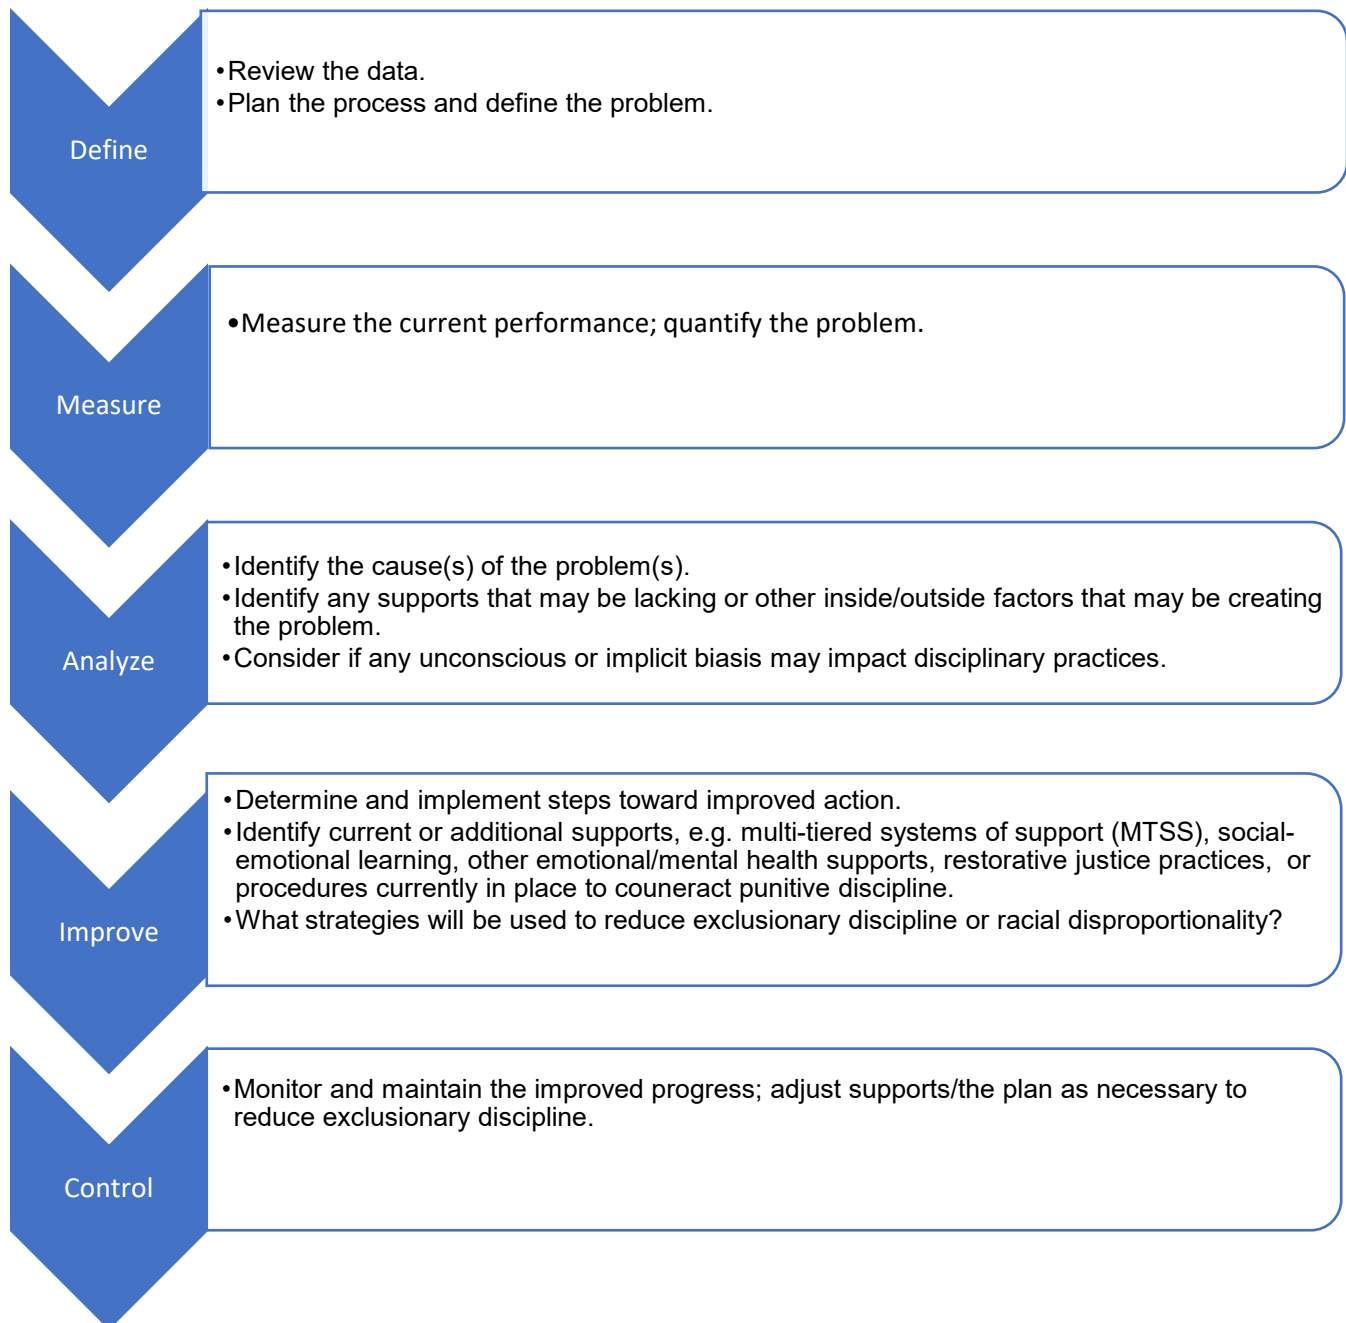 Define
•Review the data.
•Plan the process and define the problem.
Measure
•Measure the current performance; quantify the problem.
Analyze
•Identify the cause(s) of the problem(s).
•Identify any supports that may be lacking or other inside/outside factors that may be creating
the problem.
•Consider if any unconscious or implicit biasis may impact disciplinary practices.
Improve
•Determine and implement steps toward improved action.
•Identify current or additional supports, e.g. multi-tiered systems of support (MTSS), social-
emotional learning, other emotional/mental health supports, restorative justice practices,  or
procedures currently in place to couneract punitive discipline.
•What strategies will be used to reduce exclusionary discipline or racial disproportionality?
Control
•Monitor and maintain the improved progress; adjust supports/the plan as necessary to
reduce exclusionary discipline.